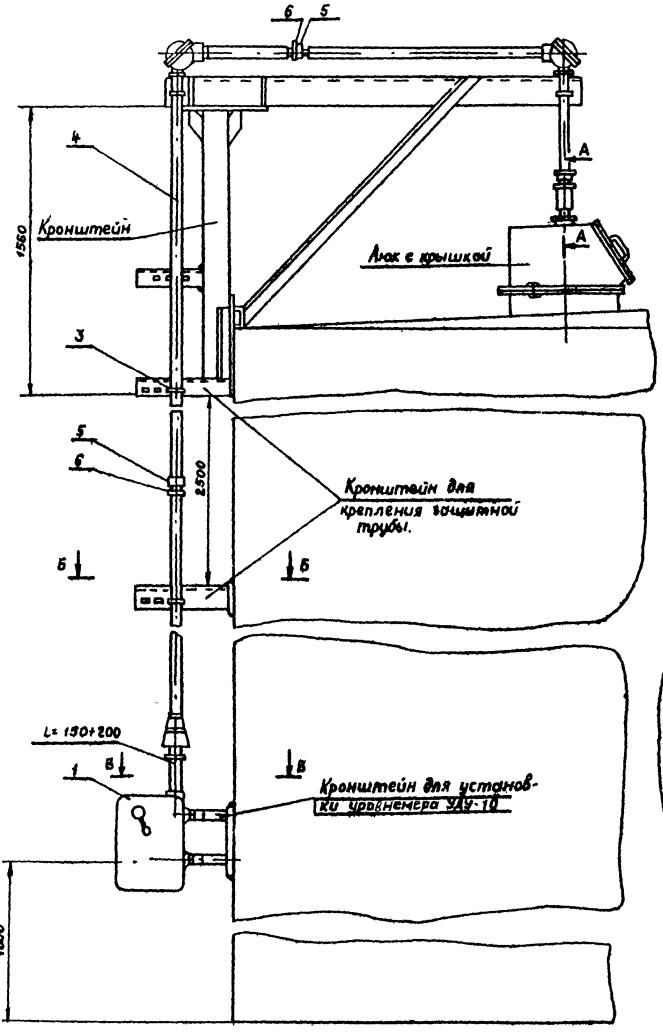 6 5
4
А
1560
Кронштейн
А
Люк с крышкой
3
5
6
2500
Кронштейн для
крепления защитной
трубы.
Б
Б
L= 150÷200
1
В
В
Кронштейн для установ-
ки уровнемера УДУ-10